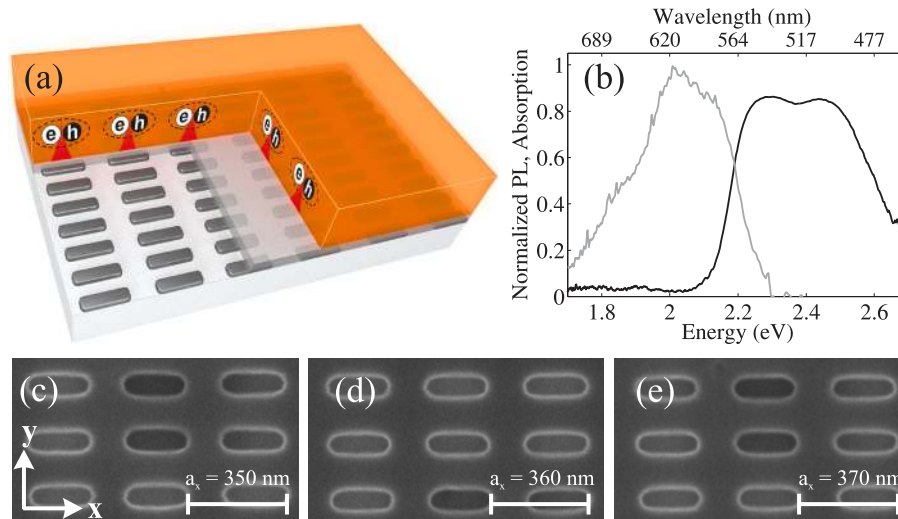 (a)
e h
e h
e h
e h
e h
Wavelength (nm)
689 620 564 517 477
(b)
Normalized PL, Absorption
1
0.8
0.6
0.4
0.2
0
1.8 2 2.2 2.4 2.6
Energy (eV)
(c)
y
x
aₓ = 350 nm
(d)
aₓ = 360 nm
(e)
aₓ = 370 nm